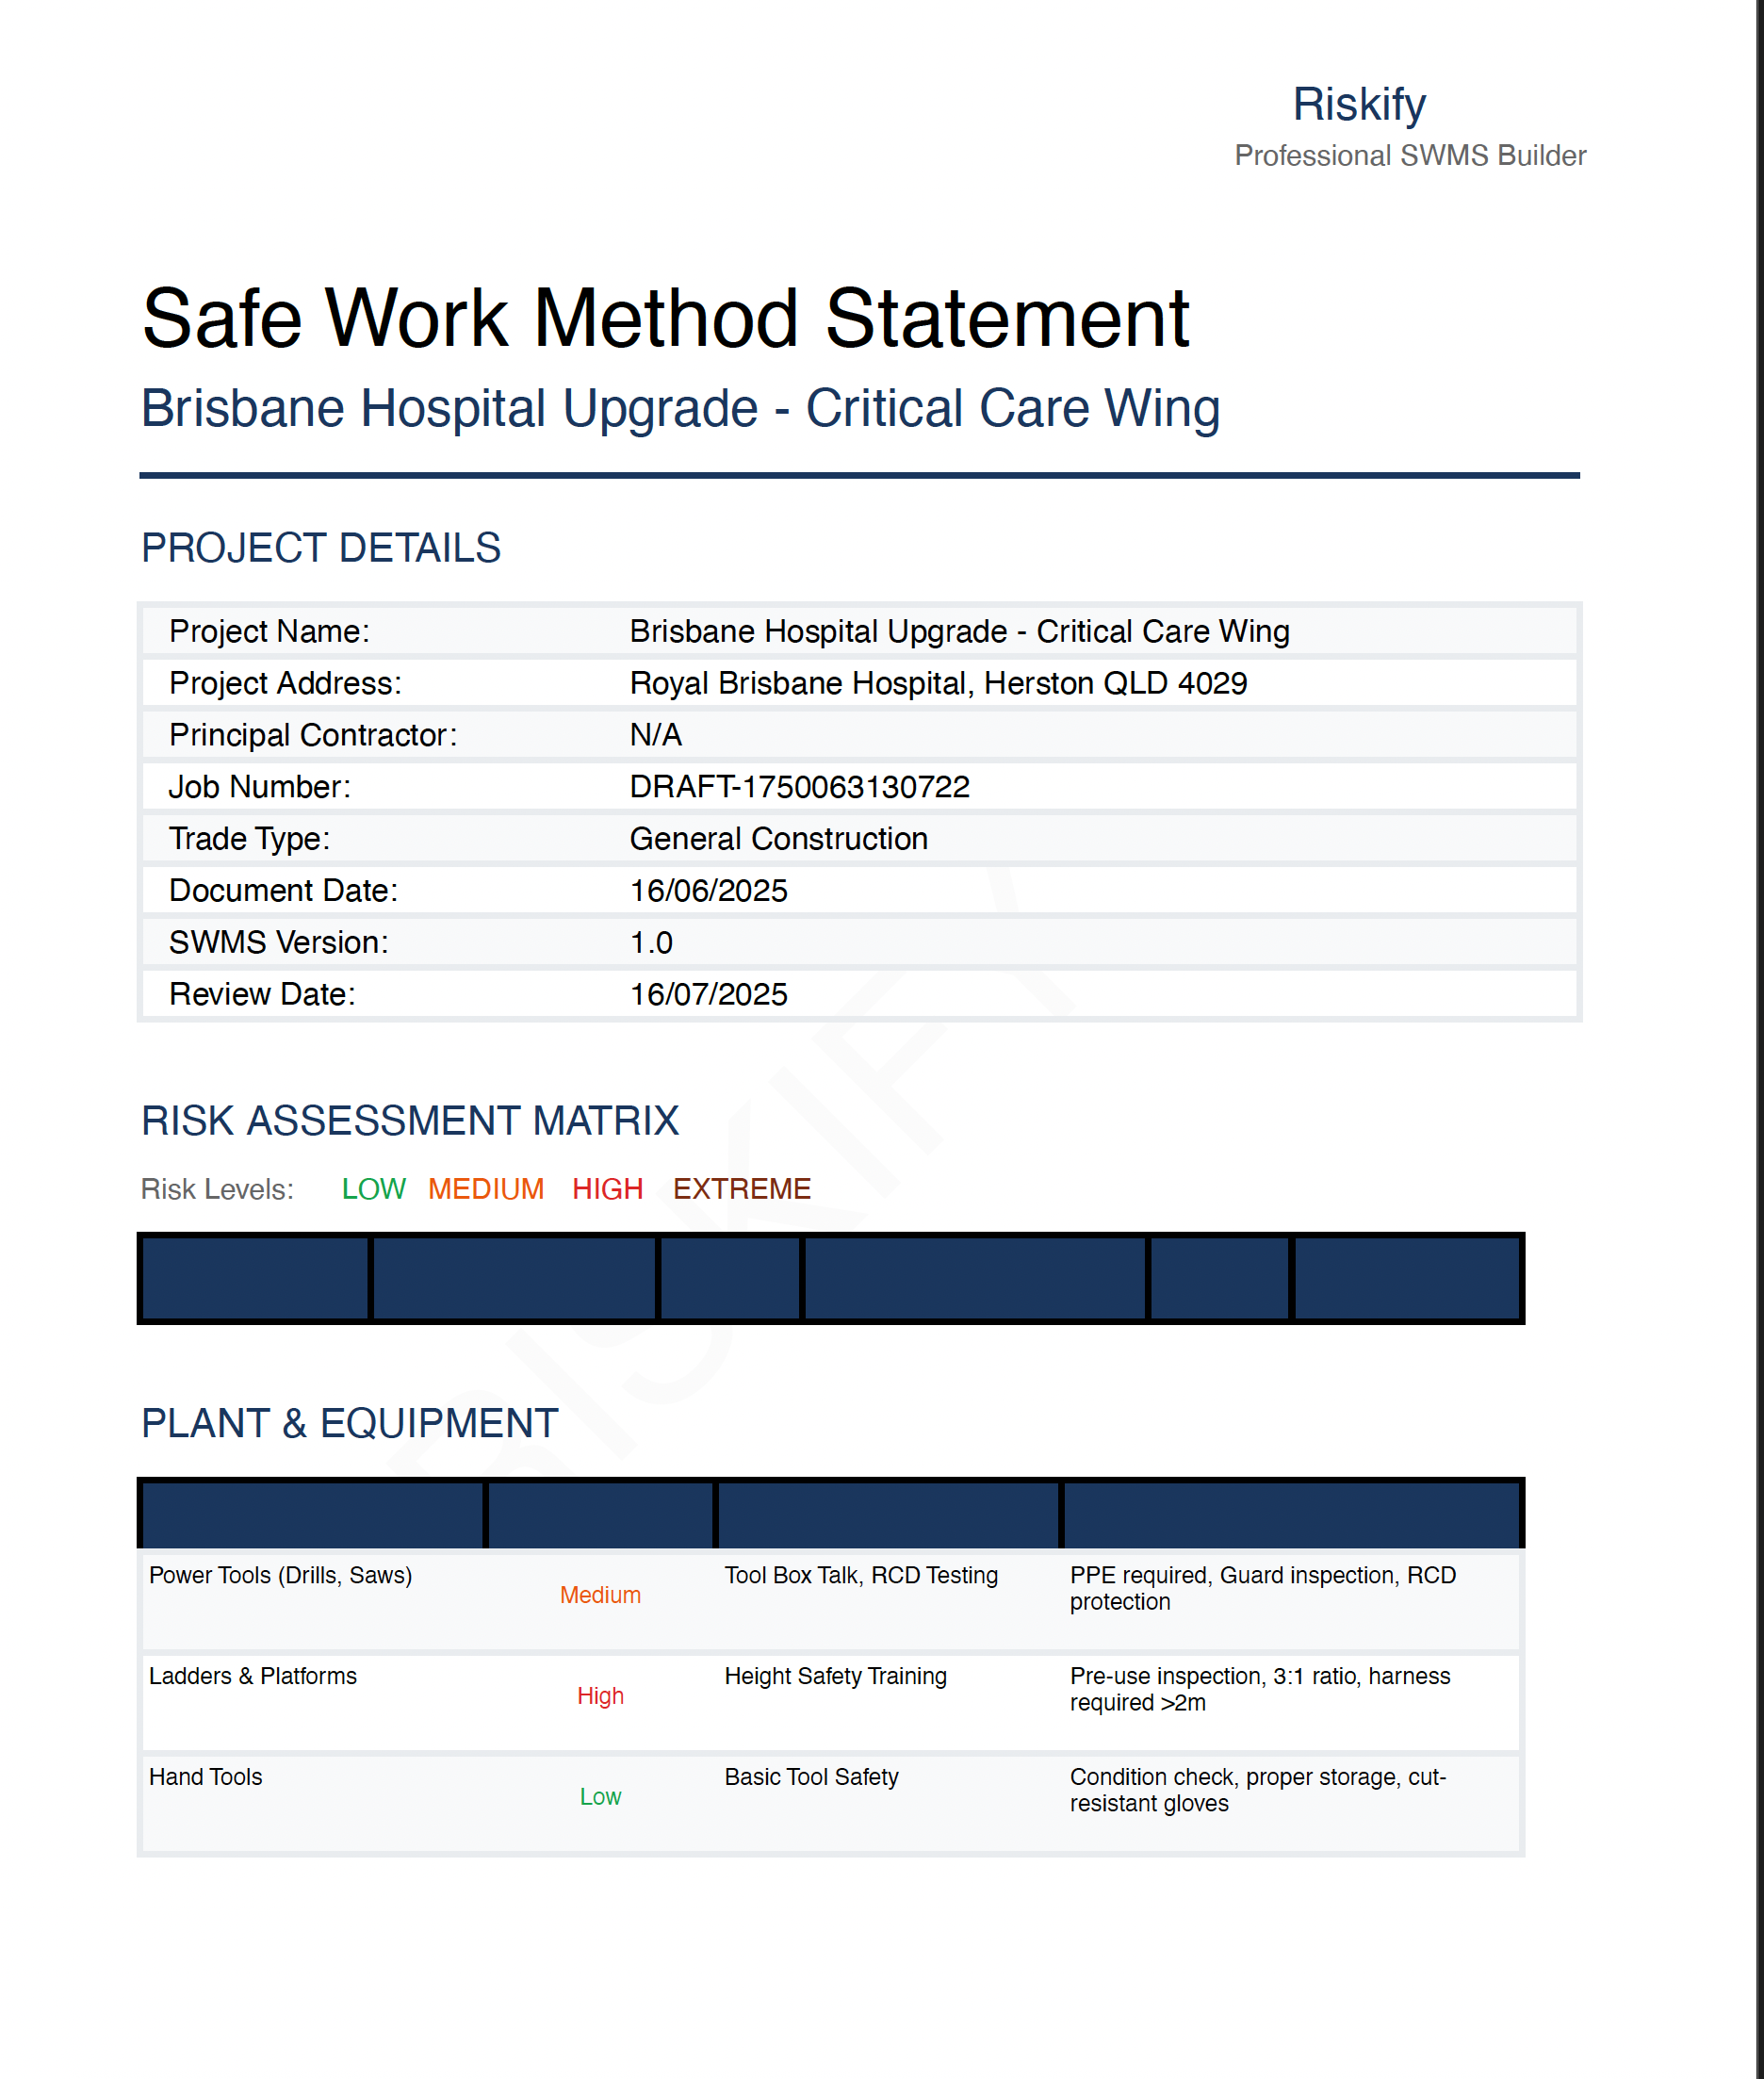 Riskify
Professional SWMS Builder
Safe Work Method Statement
Brisbane Hospital Upgrade - Critical Care Wing
PROJECT DETAILS
Project Name: Brisbane Hospital Upgrade - Critical Care Wing
Project Address: Royal Brisbane Hospital, Herston QLD 4029
Principal Contractor: N/A
Job Number: DRAFT-1750063130722
Trade Type: General Construction
Document Date: 16/06/2025
SWMS Version: 1.0
Review Date: 16/07/2025
RISKIFY
RISK ASSESSMENT MATRIX
Risk Levels: LOW MEDIUM HIGH EXTREME
PLANT & EQUIPMENT
Power Tools (Drills, Saws) Medium Tool Box Talk, RCD Testing PPE required, Guard inspection, RCD
protection
Ladders & Platforms High Height Safety Training Pre-use inspection, 3:1 ratio, harness
required >2m
Hand Tools Low Basic Tool Safety Condition check, proper storage, cut-
resistant gloves